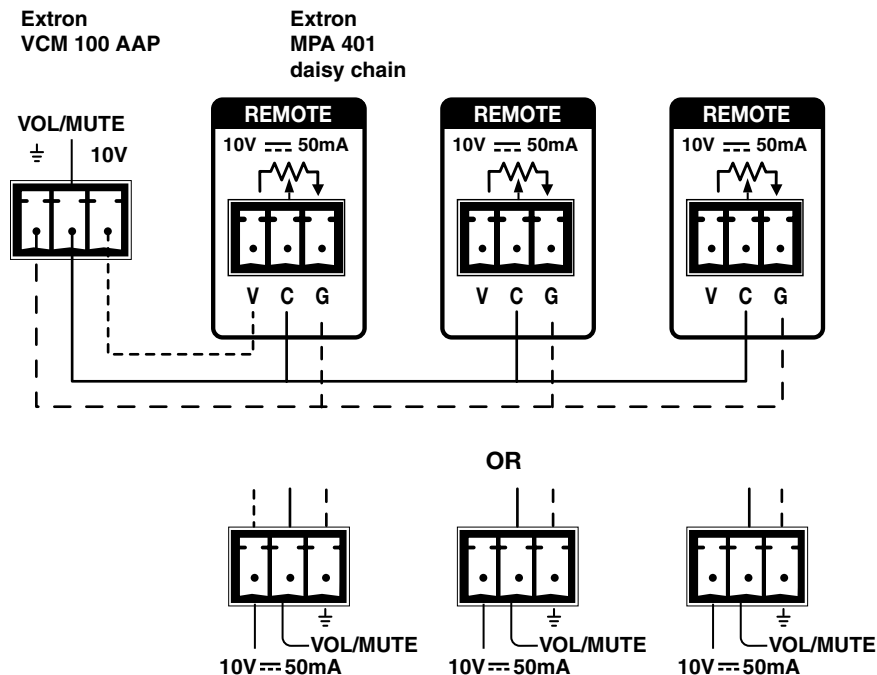 Extron
VCM 100 AAP
Extron
MPA 401
daisy chain
VOL/MUTE
10V
REMOTE
10V 50mA
V C G
REMOTE
10V 50mA
V C G
REMOTE
10V 50mA
V C G
OR
VOL/MUTE
10V 50mA
VOL/MUTE
10V 50mA
VOL/MUTE
10V 50mA